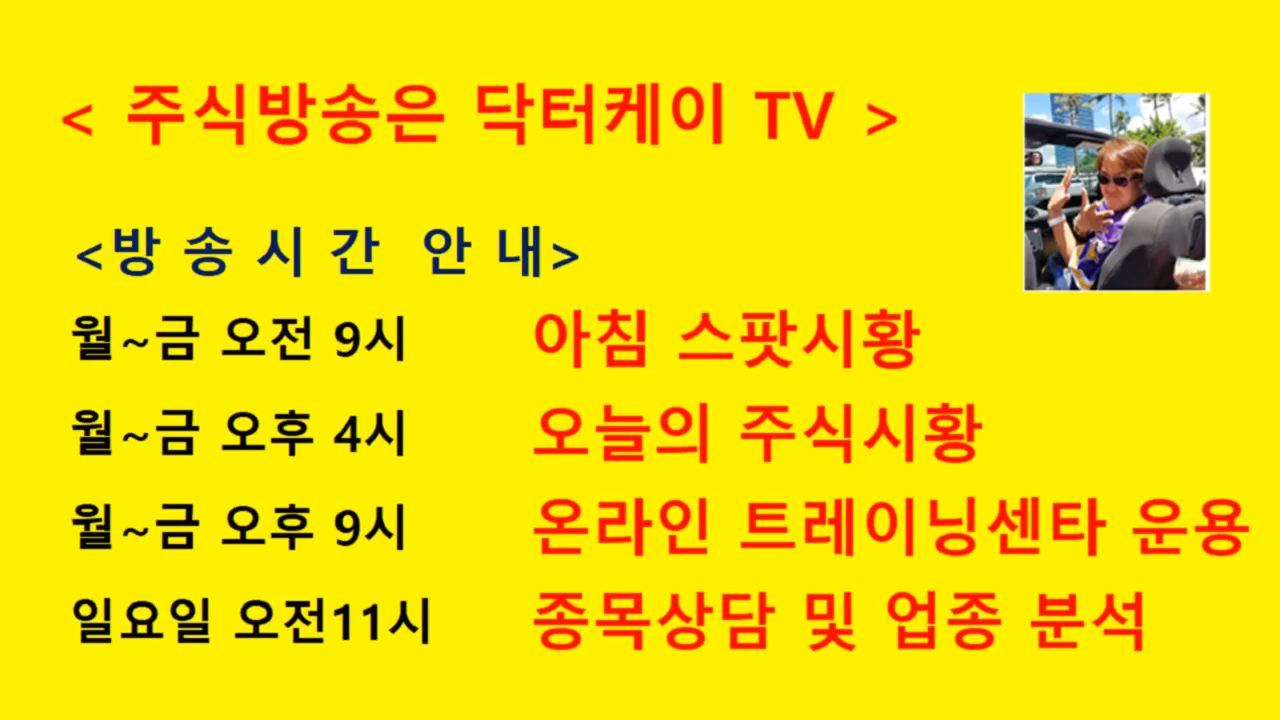 < 주식방송은 닥터케이 TV >
<방 송 시 간 안 내>
월~금 오전 9시 아침 스팟시황
월~금 오후 4시 오늘의 주식시황
월~금 오후 9시 온라인 트레이닝센타 운용
일요일 오전11시 종목상담 및 업종 분석